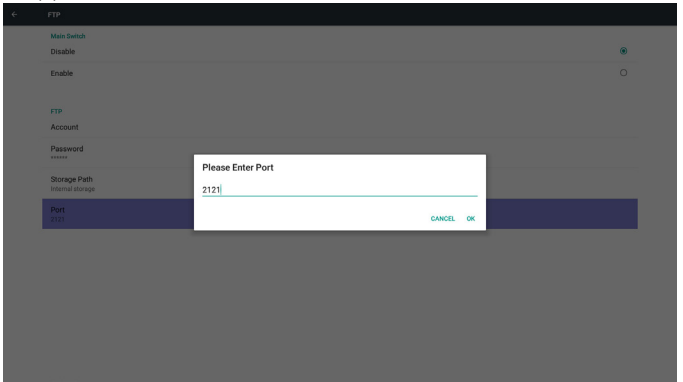 FTP
Main Switch
Disable
Enable
FTP
Account
Password
******
Storage Path
Internal storage
Port
2121
Please Enter Port
2121
CANCEL OK